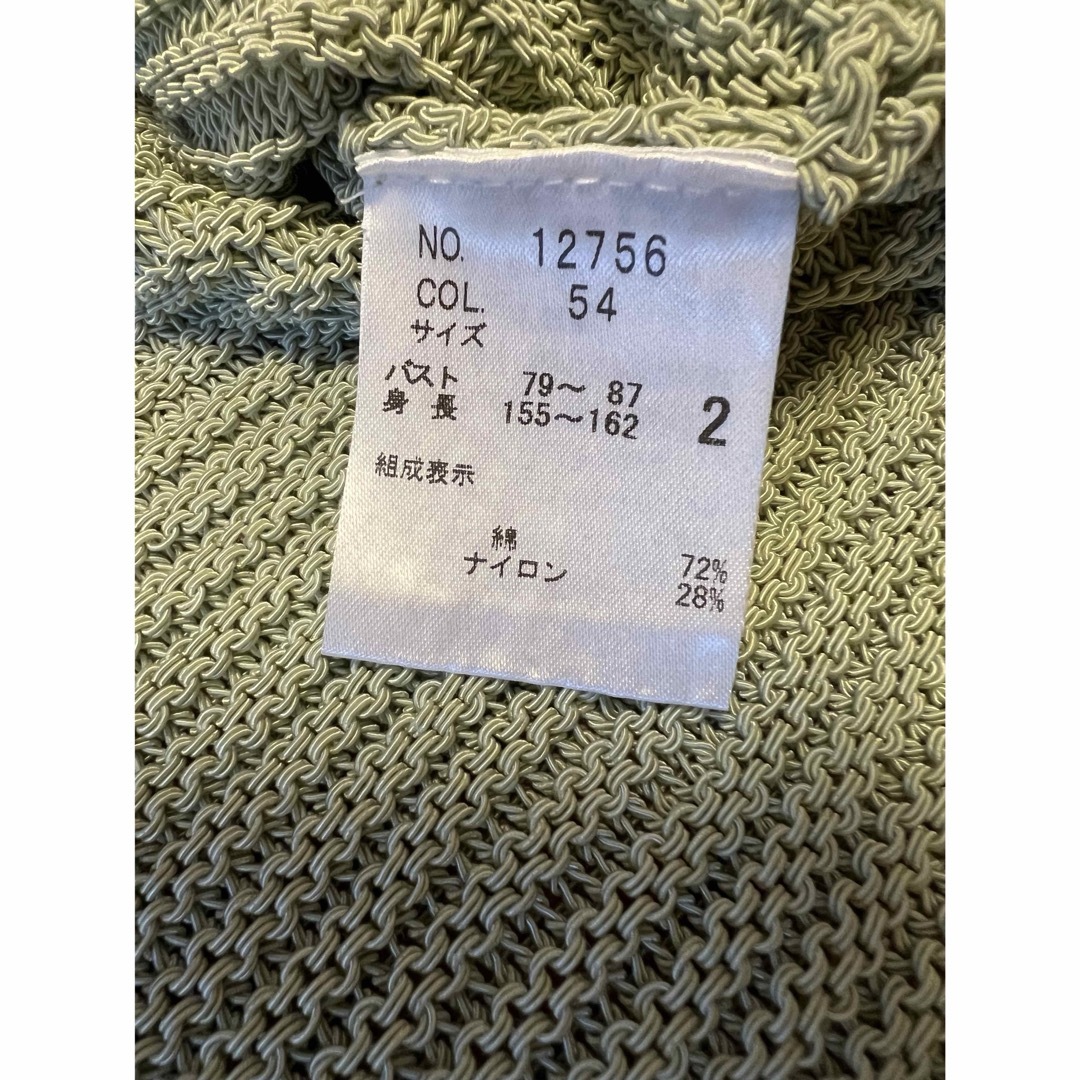 NO. 12756
COL. 54
サイズ
バスト 79～ 87
身 長 155～162 2
組成表示
綿 72%
ナイロン 28%